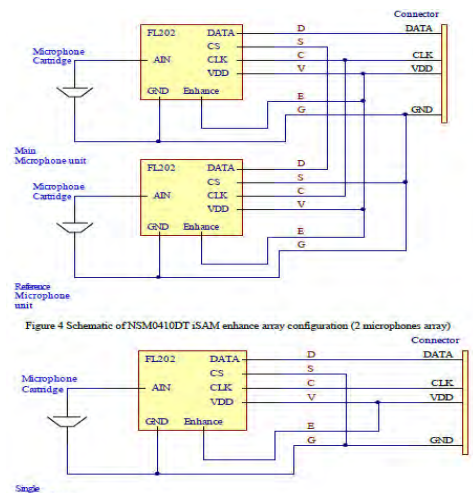 Connector
FL202 DATA D DATA
CS S
Microphone
Cartridge
AIN CLK C CLK
VDD V VDD
GND Enhance E
G GND
Main
Microphone unit
FL202 DATA D
CS S
Microphone
Cartridge
AIN CLK C
VDD V
GND Enhance E
G
Reference
Microphone
unit
Figure 4 Schematic of NSM0410DT iSAM enhance array configuration (2 microphones array)
Connector
FL202 DATA D DATA
CS S
Microphone
Cartridge
AIN CLK C CLK
VDD V VDD
GND Enhance E
G GND
Single